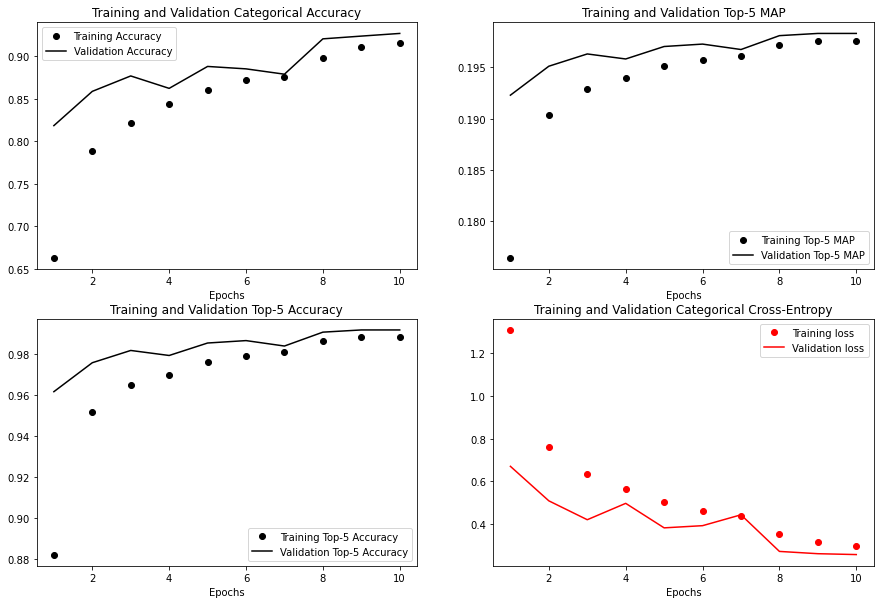 Training and Validation Categorical Accuracy
Training Accuracy
Validation Accuracy
0.90
0.85
0.80
0.75
0.70
0.65
2
4
6
8
10
Epochs
Training and Validation Top-5 MAP
0.195
0.190
0.185
0.180
Training Top-5 MAP
Validation Top-5 MAP
2
4
6
8
10
Epochs
Training and Validation Top-5 Accuracy
0.98
0.96
0.94
0.92
0.90
0.88
Training Top-5 Accuracy
Validation Top-5 Accuracy
2
4
6
8
10
Epochs
Training and Validation Categorical Cross-Entropy
Training loss
Validation loss
1.2
1.0
0.8
0.6
0.4
2
4
6
8
10
Epochs